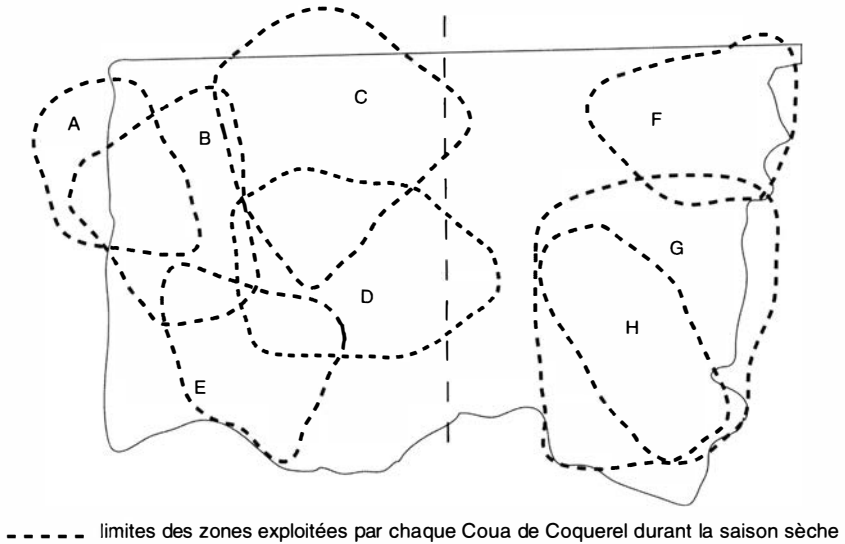 C
A
F
B
G
D
H
E
limites des zones exploitées par chaque Coua de Coquerel durant la saison sèche